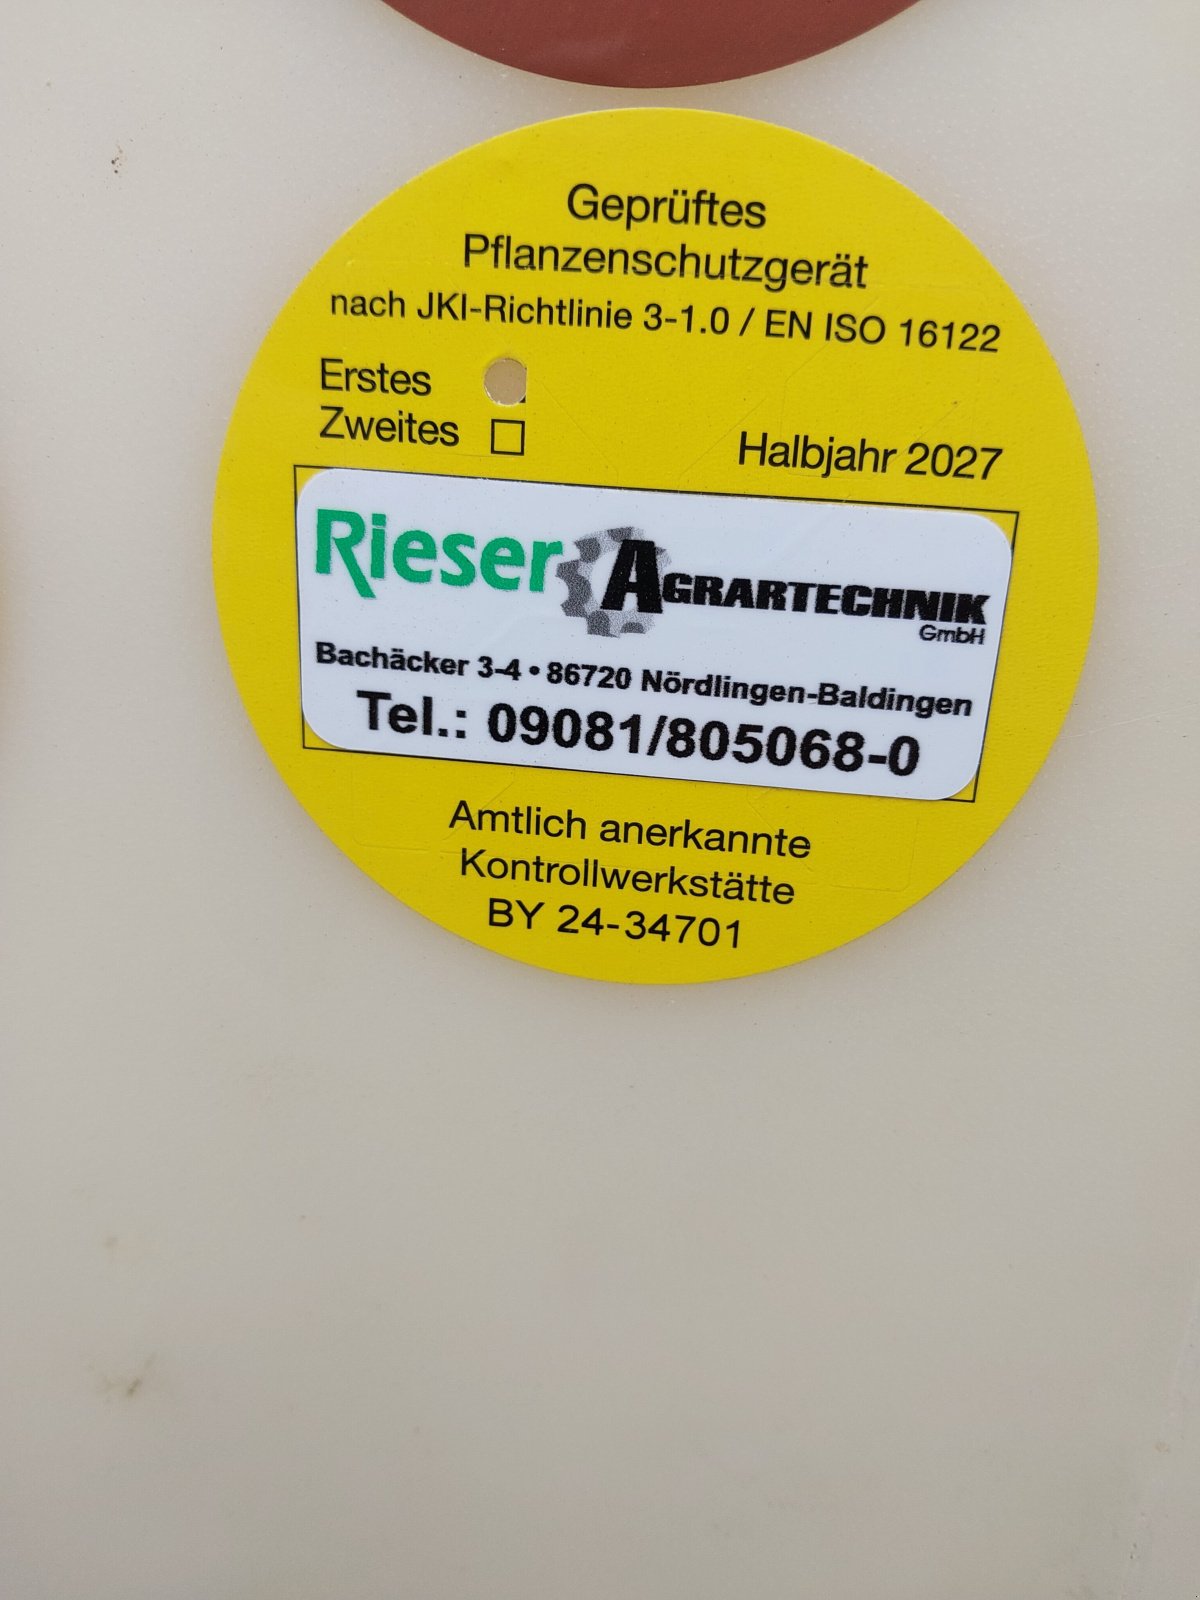 Geprüftes
Pflanzenschutzgerät
nach JKI-Richtlinie 3-1.0 / EN ISO 16122
Erstes
Zweites
Halbjahr 2027
Rieser AGRARTECHNIK
GmbH
Bachäcker 3-4 • 86720 Nördlingen-Baldingen
Tel.: 09081/805068-0
Amtlich anerkannte
Kontrollwerkstätte
BY 24-34701